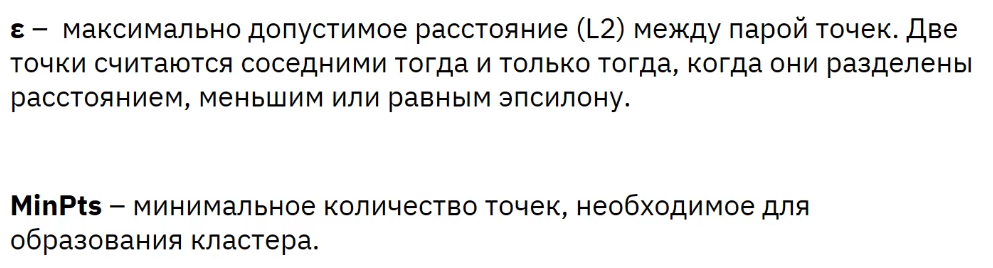 ε – максимально допустимое расстояние (L2) между парой точек. Две
точки считаются соседними тогда и только тогда, когда они разделены
расстоянием, меньшим или равным эпсилону.
MinPts – минимальное количество точек, необходимое для
образования кластера.